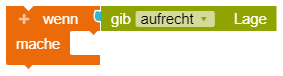 + wenn gib aufrecht ▾ Lage
mache